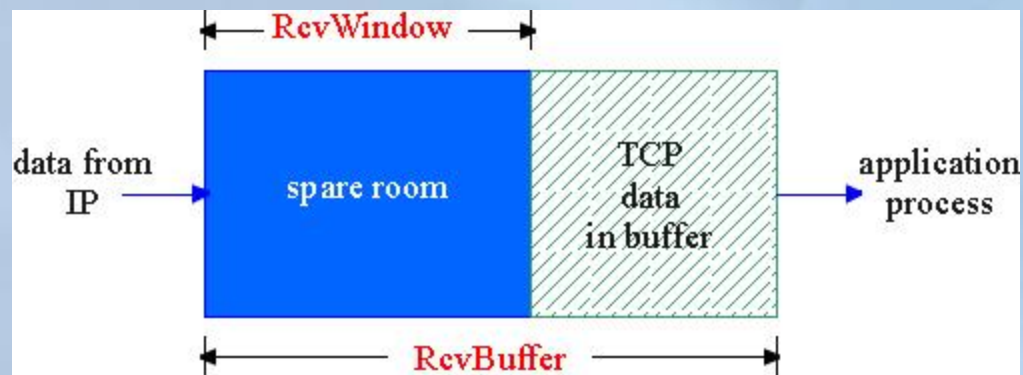 RcvWindow
data from
IP
spare room
TCP
data
in buffer
application
process
RcvBuffer